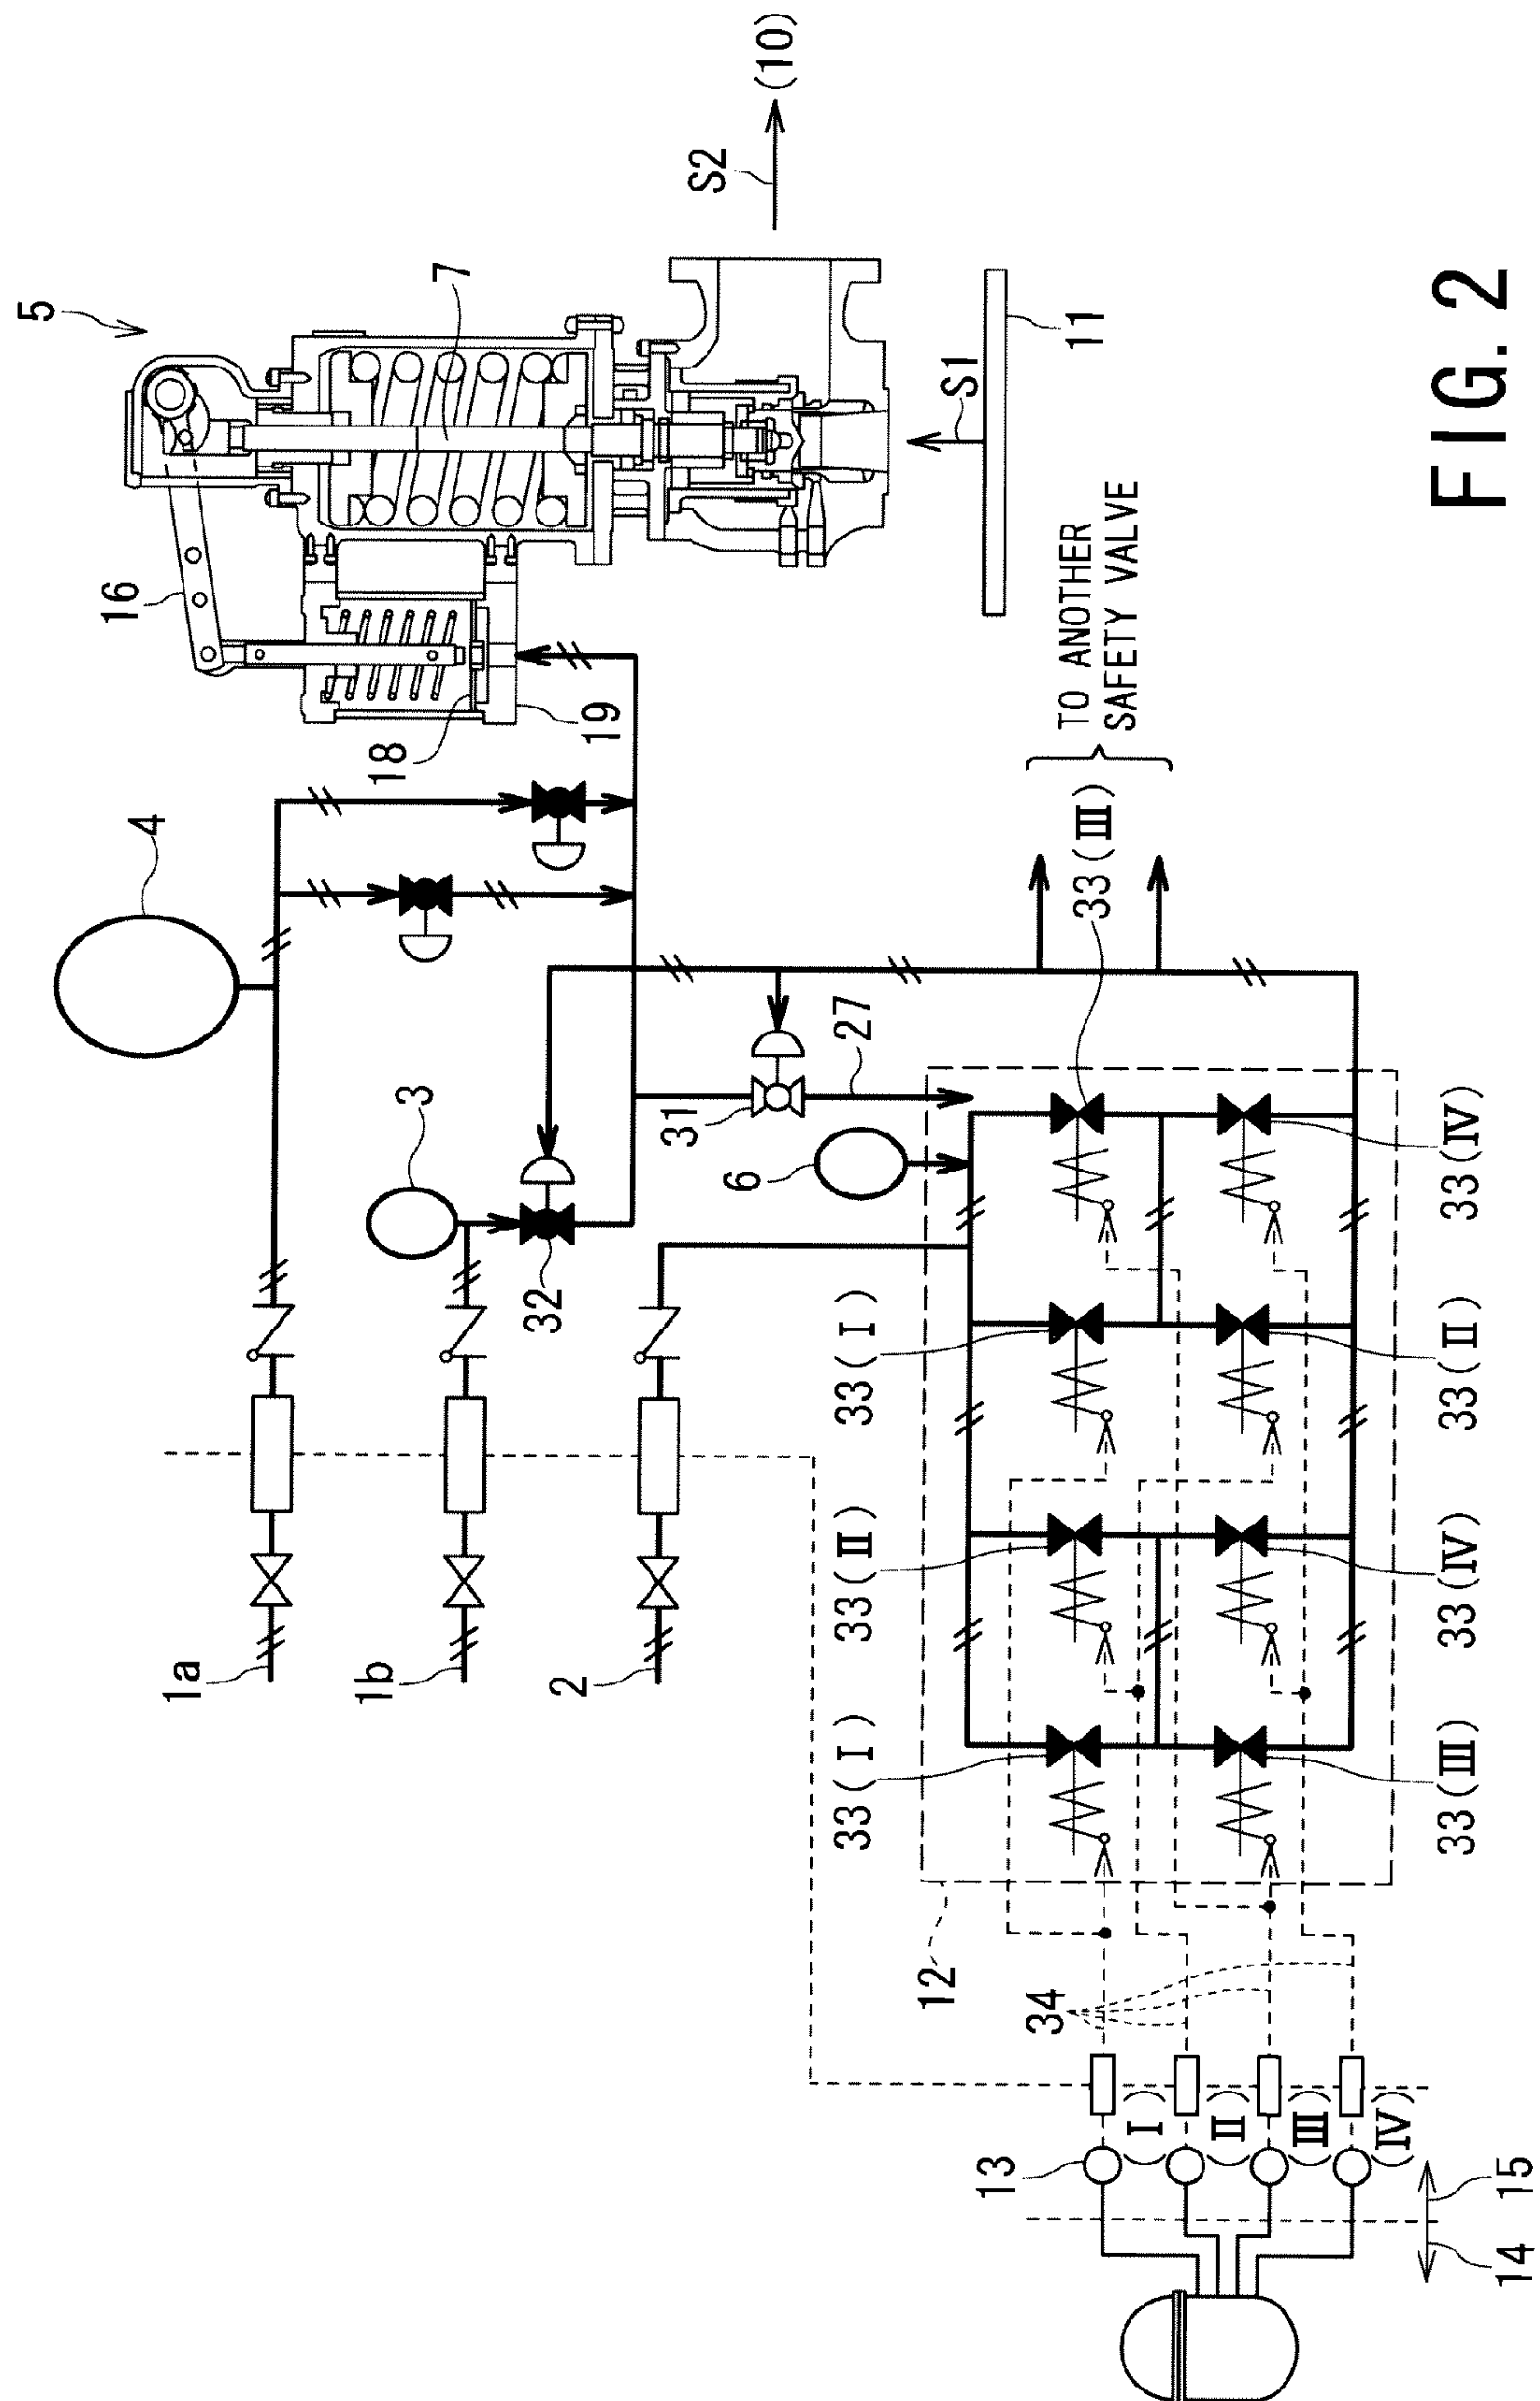 5
4
3
16
7
S2
(10)
18
19
S1
11
1a
1b
2
32
31
27
6
TO ANOTHER
SAFETY VALVE
33(I)
33(II)
33(I)
33(III)
12
34
33(III)
33(IV)
33(II)
33(IV)
13
(I)
(II)
(III)
(IV)
14
15
FIG. 2